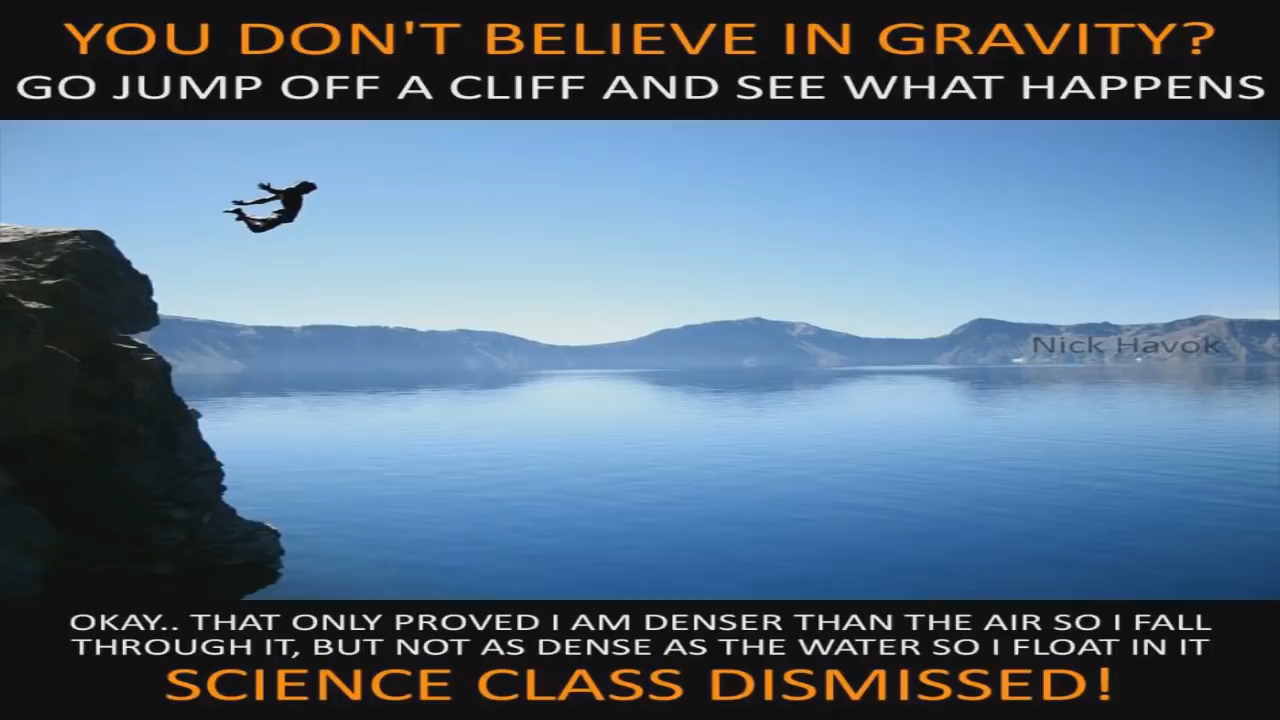 YOU DON'T BELIEVE IN GRAVITY?
GO JUMP OFF A CLIFF AND SEE WHAT HAPPENS
Nick Havok
OKAY.. THAT ONLY PROVED I AM DENSER THAN THE AIR SO I FALL
THROUGH IT, BUT NOT AS DENSE AS THE WATER SO I FLOAT IN IT
SCIENCE CLASS DISMISSED!